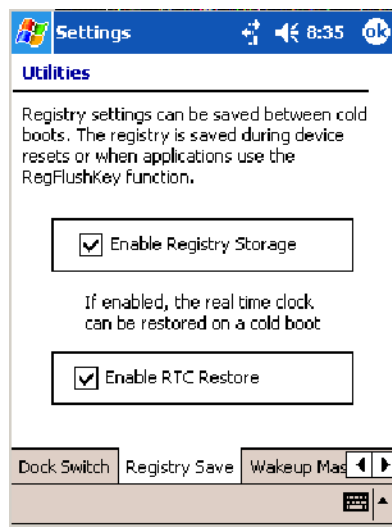 Settings
8:35
ok
Utilities
Registry settings can be saved between cold
boots. The registry is saved during device
resets or when applications use the
RegFlushKey function.
Enable Registry Storage
If enabled, the real time clock
can be restored on a cold boot
Enable RTC Restore
Dock Switch
Registry Save
Wakeup Mas